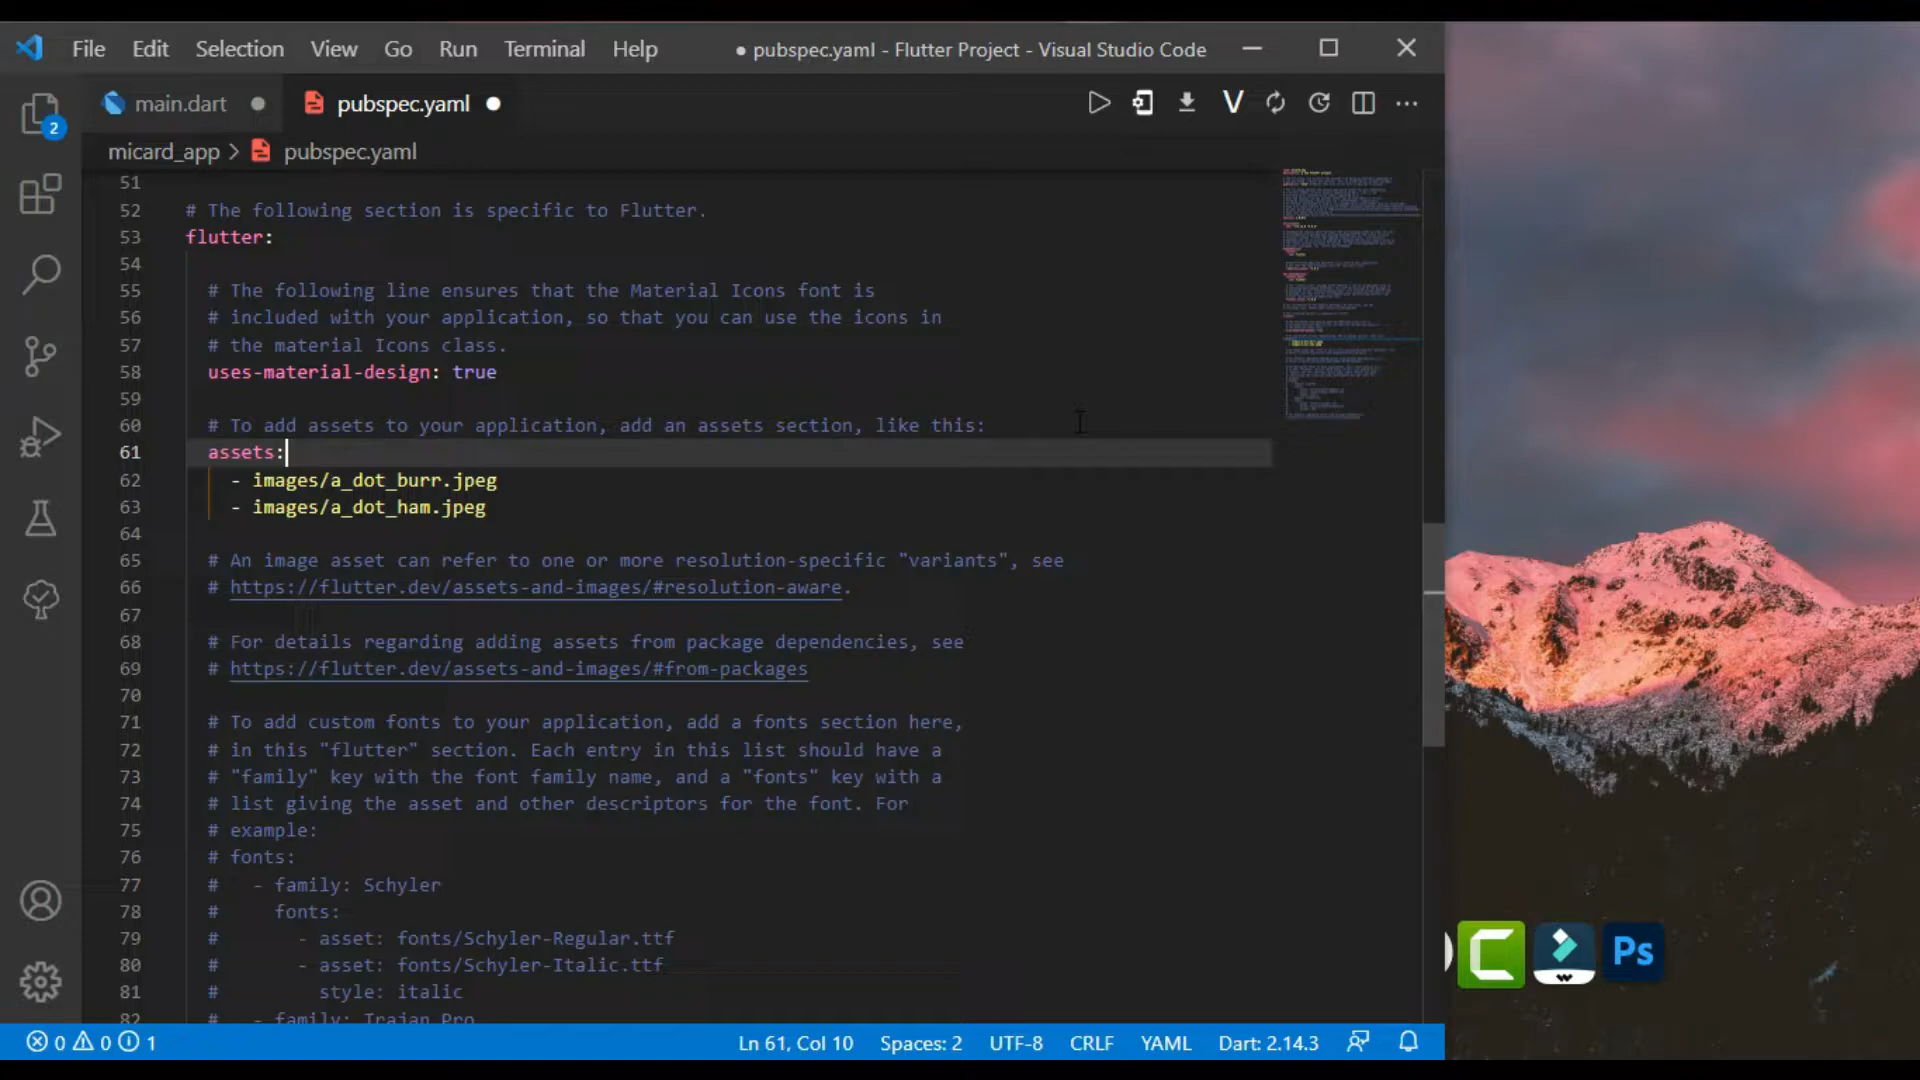 File Edit Selection View Go Run Terminal Help ● pubspec.yaml - Flutter Project - Visual Studio Code
main.dart pubspec.yaml
V
2
micard_app > pubspec.yaml
51
52 # The following section is specific to Flutter.
53 flutter:
54
55 # The following line ensures that the Material Icons font is
56 # included with your application, so that you can use the icons in
57 # the material Icons class.
58 uses-material-design: true
59
60 # To add assets to your application, add an assets section, like this:
61 assets:
62 - images/a_dot_burr.jpeg
63 - images/a_dot_ham.jpeg
64
65 # An image asset can refer to one or more resolution-specific "variants", see
66 # https://flutter.dev/assets-and-images/#resolution-aware.
67
68 # For details regarding adding assets from package dependencies, see
69 # https://flutter.dev/assets-and-images/#from-packages
70
71 # To add custom fonts to your application, add a fonts section here,
72 # in this "flutter" section. Each entry in this list should have a
73 # "family" key with the font family name, and a "fonts" key with a
74 # list giving the asset and other descriptors for the font. For
75 # example:
76 # fonts:
77 # - family: Schyler
78 # fonts:
79 # - asset: fonts/Schyler-Regular.ttf
80 # - asset: fonts/Schyler-Italic.ttf
81 # style: italic
82 # - family: Trajan Pro
Ps
0 0 1 Ln 61, Col 10 Spaces: 2 UTF-8 CRLF YAML Dart: 2.14.3